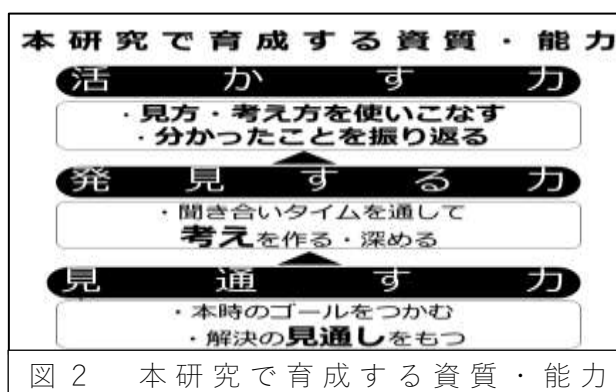 本研究で育成する資質・能力
活かす力
・見方・考え方を使いこなす
・分かったことを振り返る
発見する力
・聞き合いタイムを通して
考えを作る・深める
見通す力
・本時のゴールをつかむ
・解決の見通しをもつ
図2 本研究で育成する資質・能力